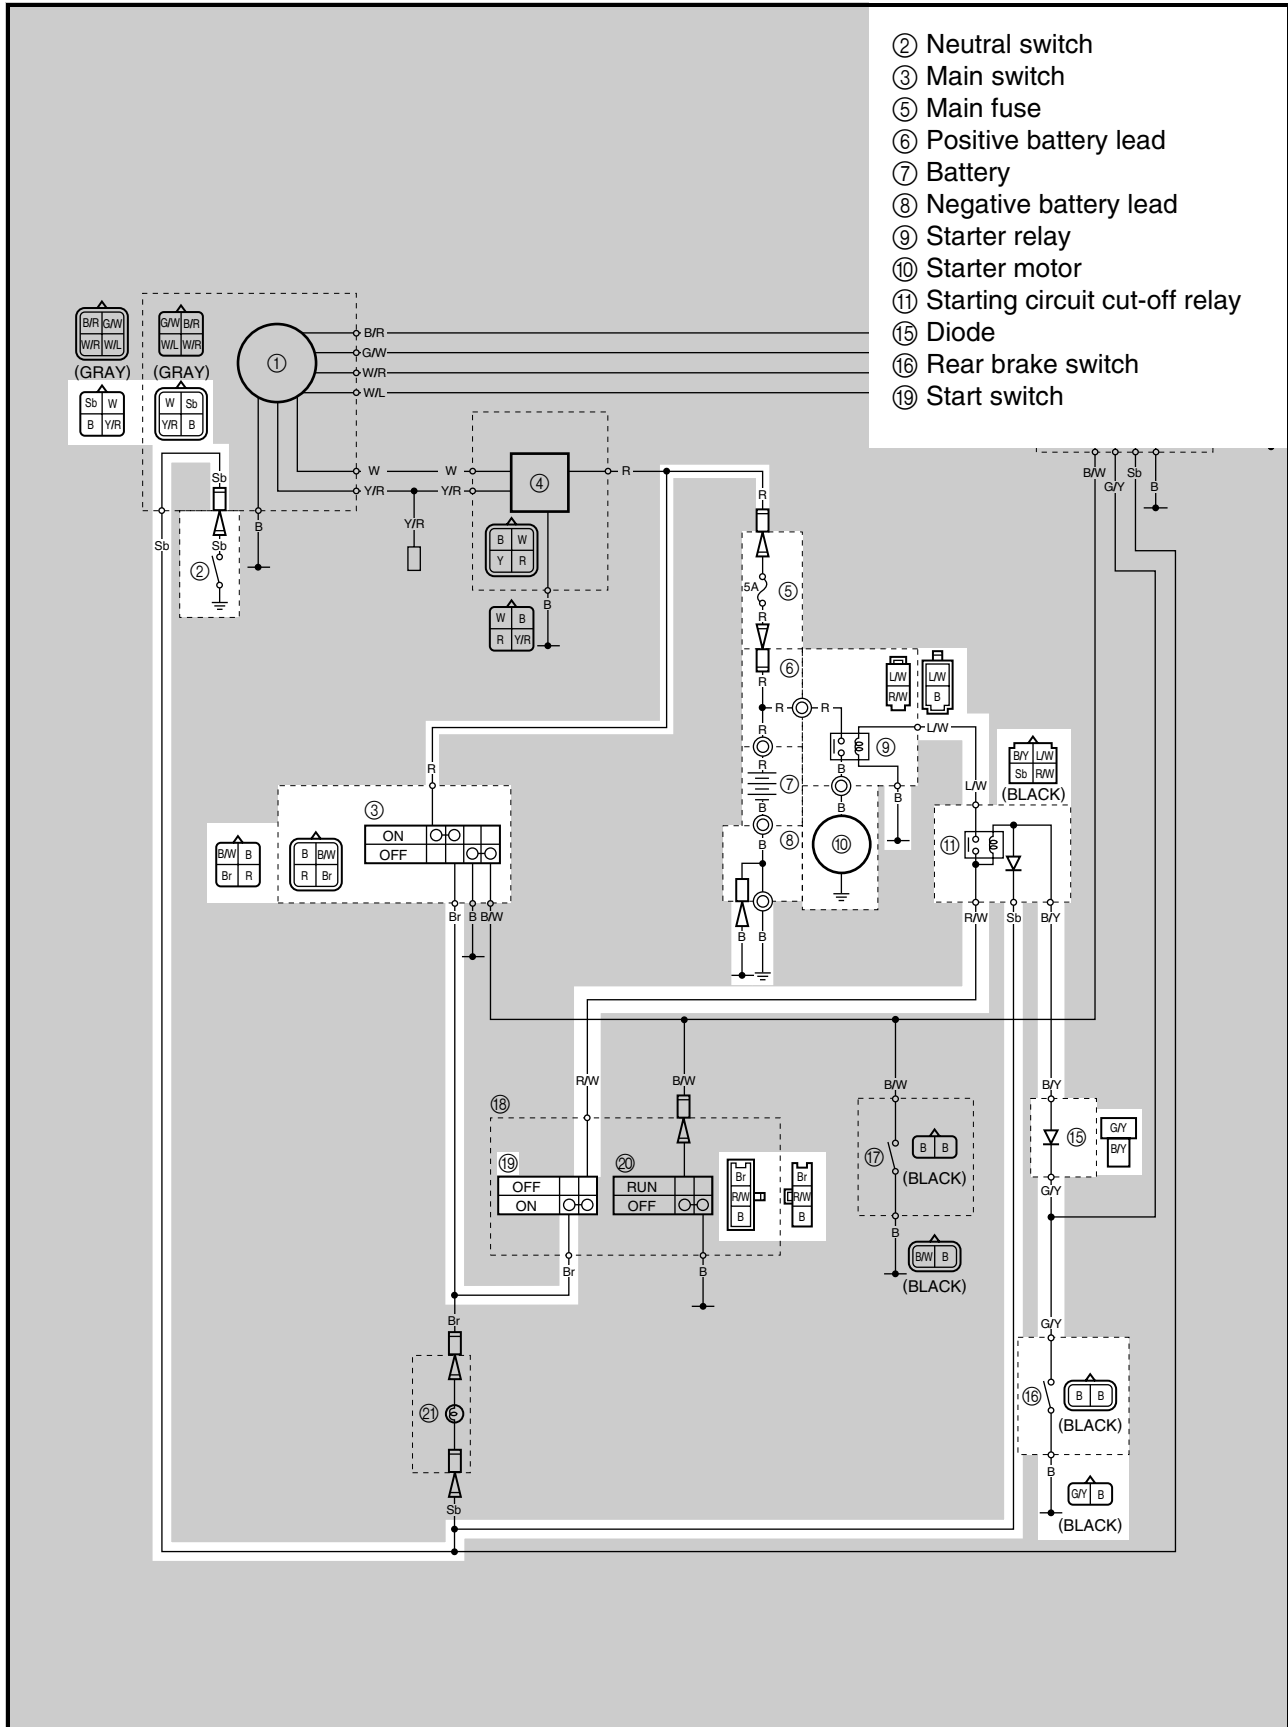 ② Neutral switch
③ Main switch
⑤ Main fuse
⑥ Positive battery lead
⑦ Battery
⑧ Negative battery lead
⑨ Starter relay
⑩ Starter motor
⑪ Starting circuit cut-off relay
⑮ Diode
⑯ Rear brake switch
⑲ Start switch
B/R G/W
W/R W/L
(GRAY)
G/W B/R
W/L W/R
(GRAY)
Sb W
B Y/R
W Sb
Y/R B
①
B/R
G/W
W/R
W/L
W W
Y/R Y/R
Y/R
④
R
B W
Y R
B
W B
R Y/R
Sb
Sb
Sb
②
B
B/W
G/Y
Sb
B
R
5A
⑤
R
⑥
R
R R
R
R
⑦
B
⑧
B
B B
L/W
R/W
L/W
B
⑨
L/W
B
B
B
⑩
B/Y L/W
Sb R/W
(BLACK)
L/W
⑪
R/W Sb B/Y
R
③
ON
OFF
B/W B
Br R
B B/W
R Br
Br B B/W
R/W
B/W
B/W
B/Y
⑱
⑲
OFF
ON
⑳
RUN
OFF
Br
R/W
B
Br
R/W
B
Br
B
⑰
B B
(BLACK)
B
B/W B
(BLACK)
⑮
G/Y
B/Y
G/Y
G/Y
⑯
B B
(BLACK)
B
G/Y B
(BLACK)
Br
㉑
Sb